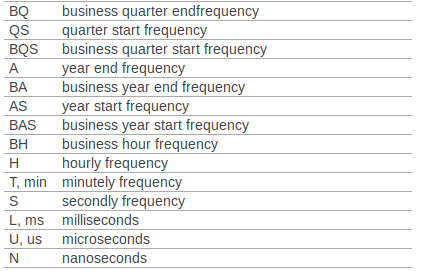 BQ business quarter endfrequency
QS quarter start frequency
BQS business quarter start frequency
A year end frequency
BA business year end frequency
AS year start frequency
BAS business year start frequency
BH business hour frequency
H hourly frequency
T, min minutely frequency
S secondly frequency
L, ms milliseconds
U, us microseconds
N nanoseconds